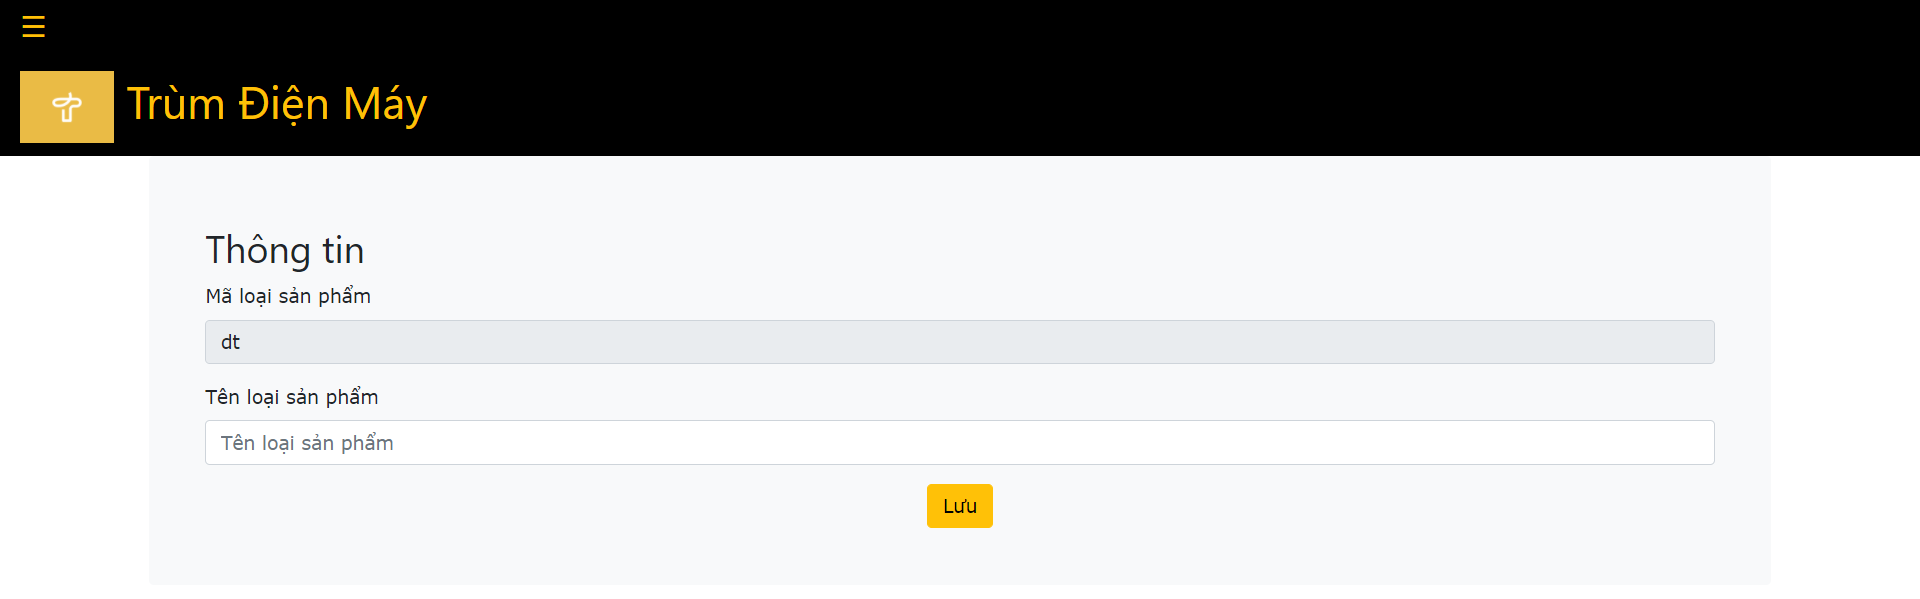 ☰
Trùm Điện Máy
Thông tin
Mã loại sản phẩm
dt
Tên loại sản phẩm
Tên loại sản phẩm
Lưu